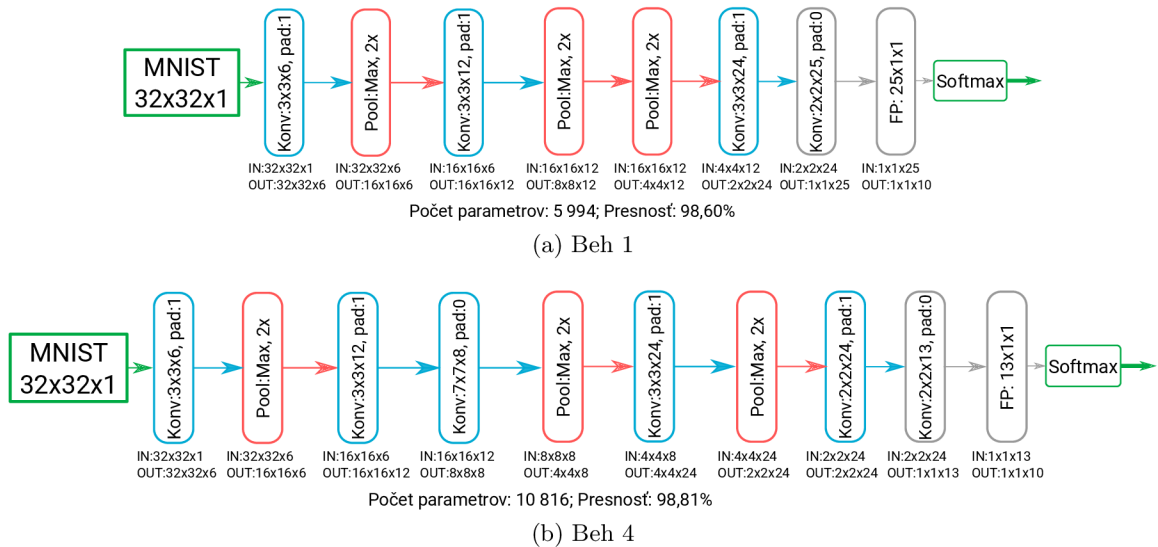 MNIST
32x32x1
Konv:3x3x6, pad:1
Pool:Max, 2x
Konv:3x3x12, pad:1
Pool:Max, 2x
Pool:Max, 2x
Konv:3x3x24, pad:1
Konv:2x2x25, pad:0
FP: 25x1x1
Softmax
IN:32x32x1
OUT:32x32x6
IN:32x32x6
OUT:16x16x6
IN:16x16x6
OUT:16x16x12
IN:16x16x12
OUT:8x8x12
IN:16x16x12
OUT:4x4x12
IN:4x4x12
OUT:2x2x24
IN:2x2x24
OUT:1x1x25
IN:1x1x25
OUT:1x1x10
Počet parametrov: 5 994; Presnosť: 98,60%
(a) Beh 1
MNIST
32x32x1
Konv:3x3x6, pad:1
Pool:Max, 2x
Konv:3x3x12, pad:1
Konv:7x7x8, pad:0
Pool:Max, 2x
Konv:3x3x24, pad:1
Pool:Max, 2x
Konv:2x2x24, pad:1
Konv:2x2x13, pad:0
FP: 13x1x1
Softmax
IN:32x32x1
OUT:32x32x6
IN:32x32x6
OUT:16x16x6
IN:16x16x6
OUT:16x16x12
IN:16x16x12
OUT:8x8x8
IN:8x8x8
OUT:4x4x8
IN:4x4x8
OUT:4x4x24
IN:4x4x24
OUT:2x2x24
IN:2x2x24
OUT:2x2x24
IN:2x2x24
OUT:1x1x13
IN:1x1x13
OUT:1x1x10
Počet parametrov: 10 816; Presnosť: 98,81%
(b) Beh 4